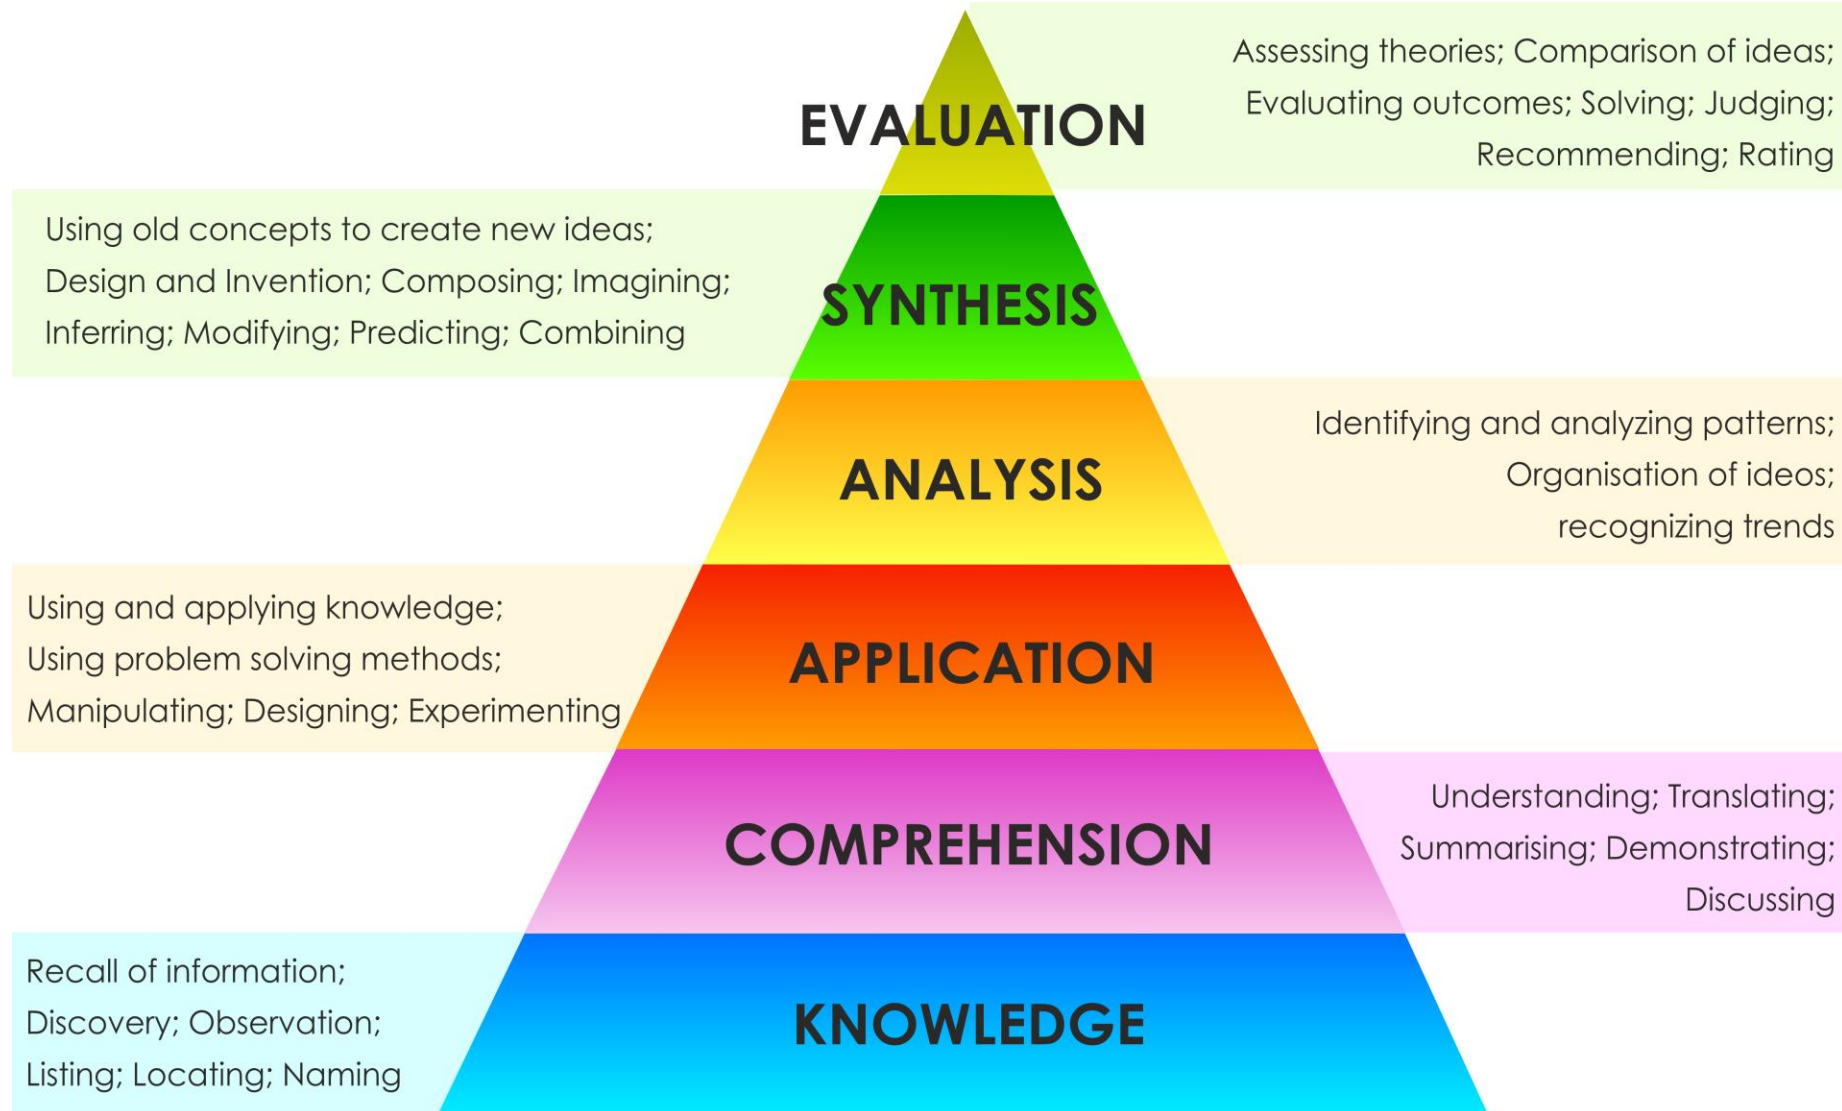 EVALUATION
Assessing theories; Comparison of ideas;
Evaluating outcomes; Solving; Judging;
Recommending; Rating
Using old concepts to create new ideas;
Design and Invention; Composing; Imagining;
Inferring; Modifying; Predicting; Combining
SYNTHESIS
ANALYSIS
Identifying and analyzing patterns;
Organisation of ideos;
recognizing trends
Using and applying knowledge;
Using problem solving methods;
Manipulating; Designing; Experimenting
APPLICATION
COMPREHENSION
Understanding; Translating;
Summarising; Demonstrating;
Discussing
Recall of information;
Discovery; Observation;
Listing; Locating; Naming
KNOWLEDGE